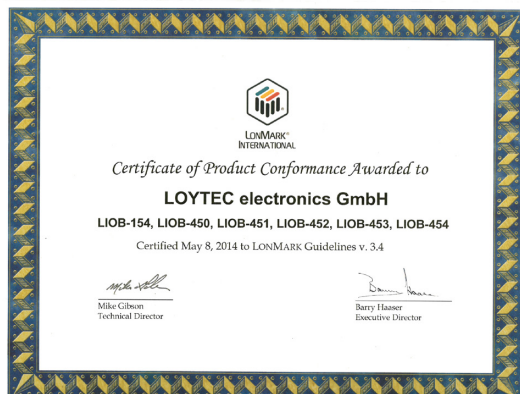 LONMARK®
INTERNATIONAL
Certificate of Product Conformance Awarded to
LOYTEC electronics GmbH
LIOB-154, LIOB-450, LIOB-451, LIOB-452, LIOB-453, LIOB-454
Certified May 8, 2014 to LONMARK Guidelines v. 3.4
Mike Gibson
Technical Director
Barry Haaser
Executive Director